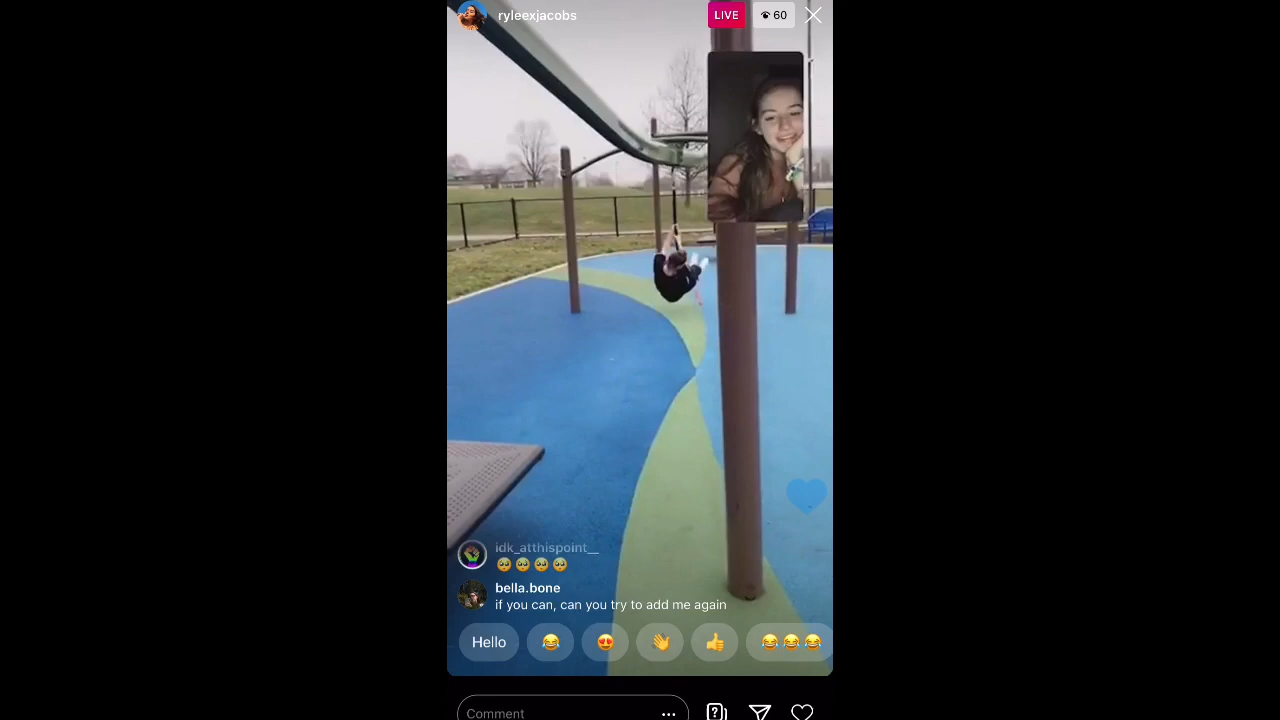 ryleexjacobs
LIVE
60
idk_atthispoint__
🥺🥺🥺🥺
bella.bone
if you can, can you try to add me again
Hello 😂 😍 👋 👍 😂😂😂
Comment